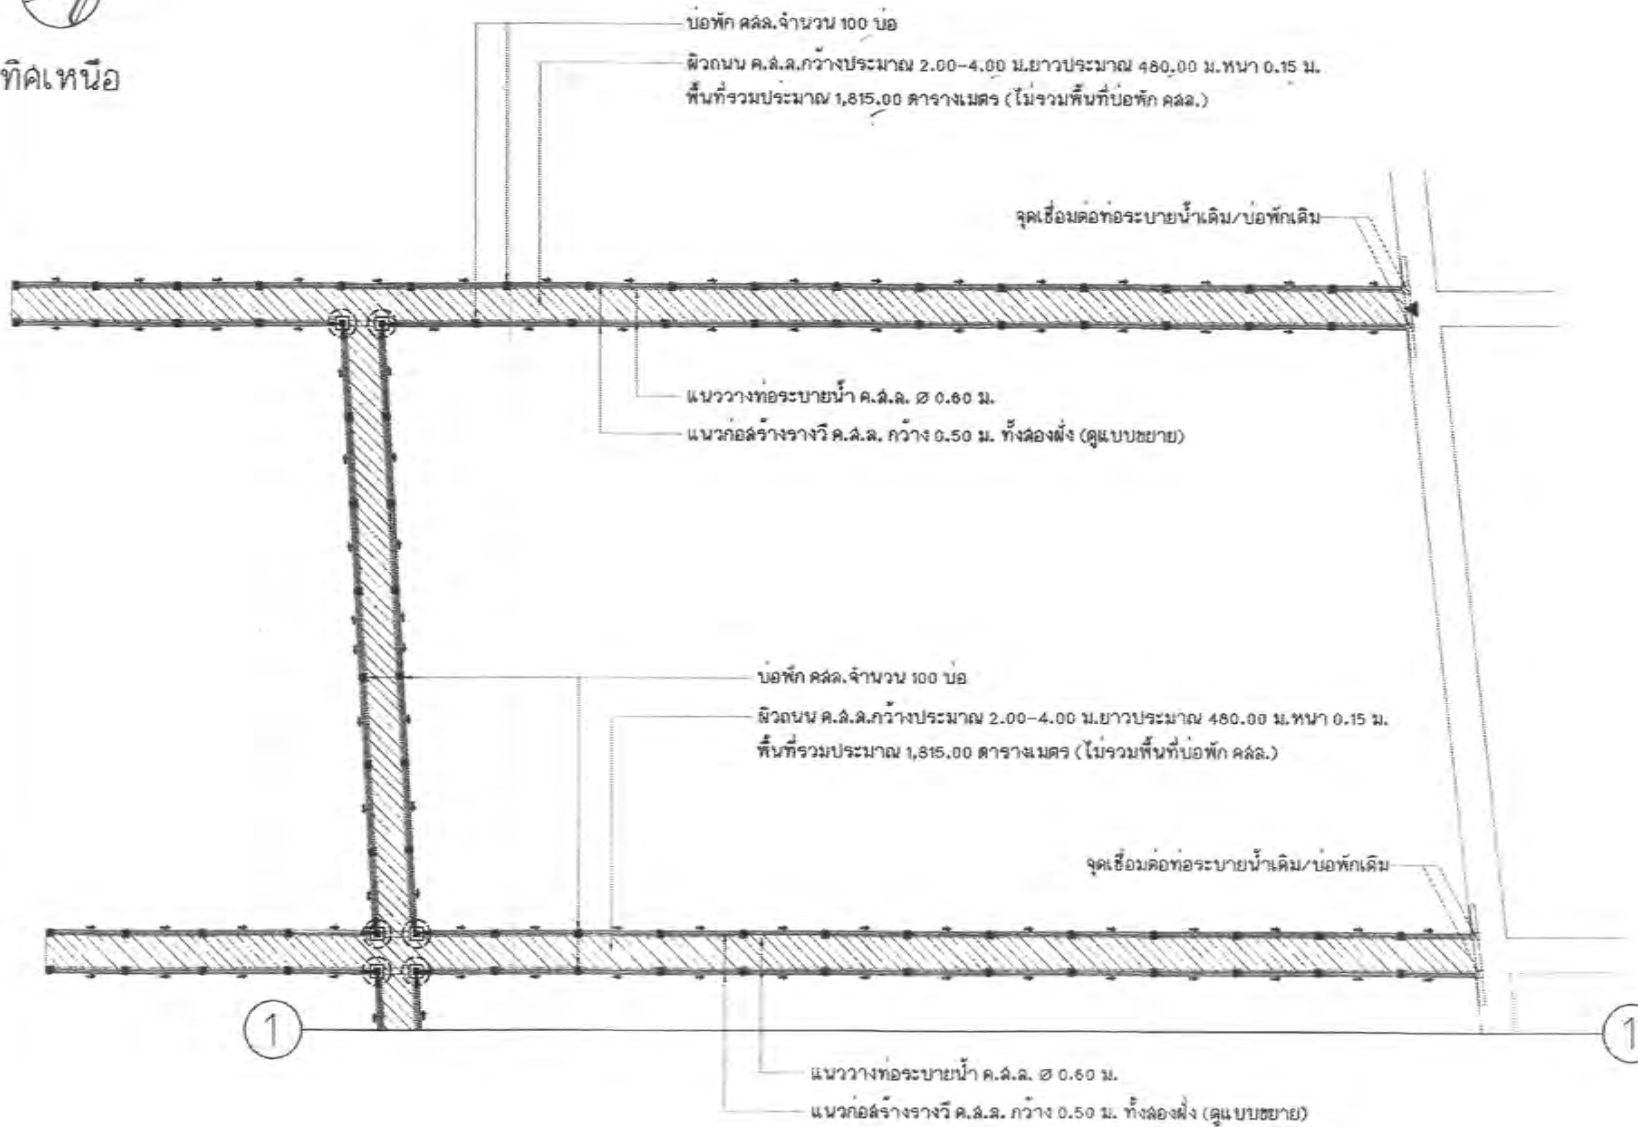 ทิศเหนือ
บ่อพัก คสล.จำนวน 100 บ่อ
ผิวถนน ค.ส.ล.กว้างประมาณ 2.00-4.00 ม.ยาวประมาณ 480.00 ม.หนา 0.15 ม.
พื้นที่รวมประมาณ 1,815.00 ตารางเมตร (ไม่รวมพื้นที่บ่อพัก คสล.)
จุดเชื่อมต่อท่อระบายน้ำเดิม/บ่อพักเดิม
แนววางท่อระบายน้ำ ค.ส.ล. Ø 0.60 ม.
แนวก่อสร้างรางวี ค.ส.ล. กว้าง 0.50 ม. ทั้งสองฝั่ง (ดูแบบขยาย)
บ่อพัก คสล.จำนวน 100 บ่อ
ผิวถนน ค.ส.ล.กว้างประมาณ 2.00-4.00 ม.ยาวประมาณ 480.00 ม.หนา 0.15 ม.
พื้นที่รวมประมาณ 1,815.00 ตารางเมตร (ไม่รวมพื้นที่บ่อพัก คสล.)
จุดเชื่อมต่อท่อระบายน้ำเดิม/บ่อพักเดิม
1 1
แนววางท่อระบายน้ำ ค.ส.ล. Ø 0.60 ม.
แนวก่อสร้างรางวี ค.ส.ล. กว้าง 0.50 ม. ทั้งสองฝั่ง (ดูแบบขยาย)